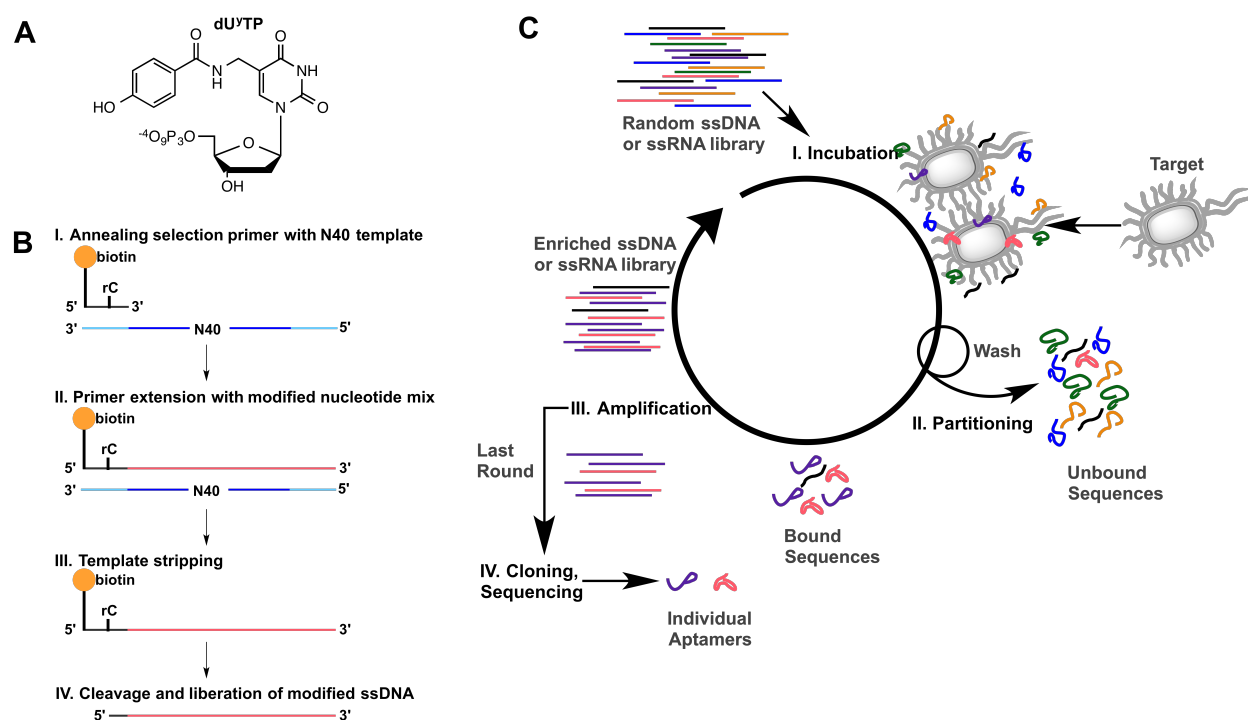 A
dUʸTP
O
O
N
H
NH
N
O
HO
⁻⁴O₉P₃O
O
OH
B
I. Annealing selection primer with N40 template
biotin
rC
5'
3'
3'
N40
5'
II. Primer extension with modified nucleotide mix
biotin
rC
5'
3'
3'
N40
5'
III. Template stripping
biotin
rC
5'
3'
IV. Cleavage and liberation of modified ssDNA
5'
3'
C
Random ssDNA
or ssRNA library
I. Incubation
Target
Enriched ssDNA
or ssRNA library
Wash
II. Partitioning
Unbound
Sequences
III. Amplification
Last
Round
Bound
Sequences
IV. Cloning,
Sequencing
Individual
Aptamers